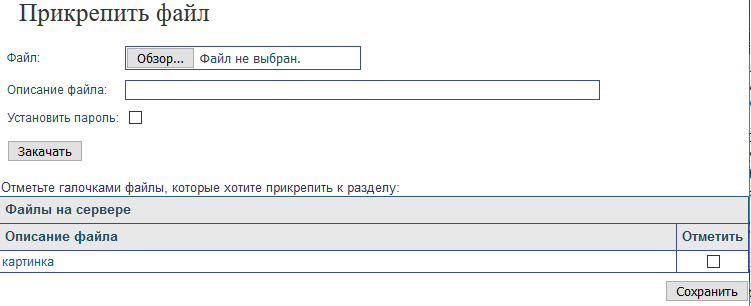 Прикрепить файл
Файл: Обзор... Файл не выбран.
Описание файла:
Установить пароль:
Закачать
Отметьте галочками файлы, которые хотите прикрепить к разделу:
Файлы на сервере
Описание файла Отметить
картинка
Сохранить